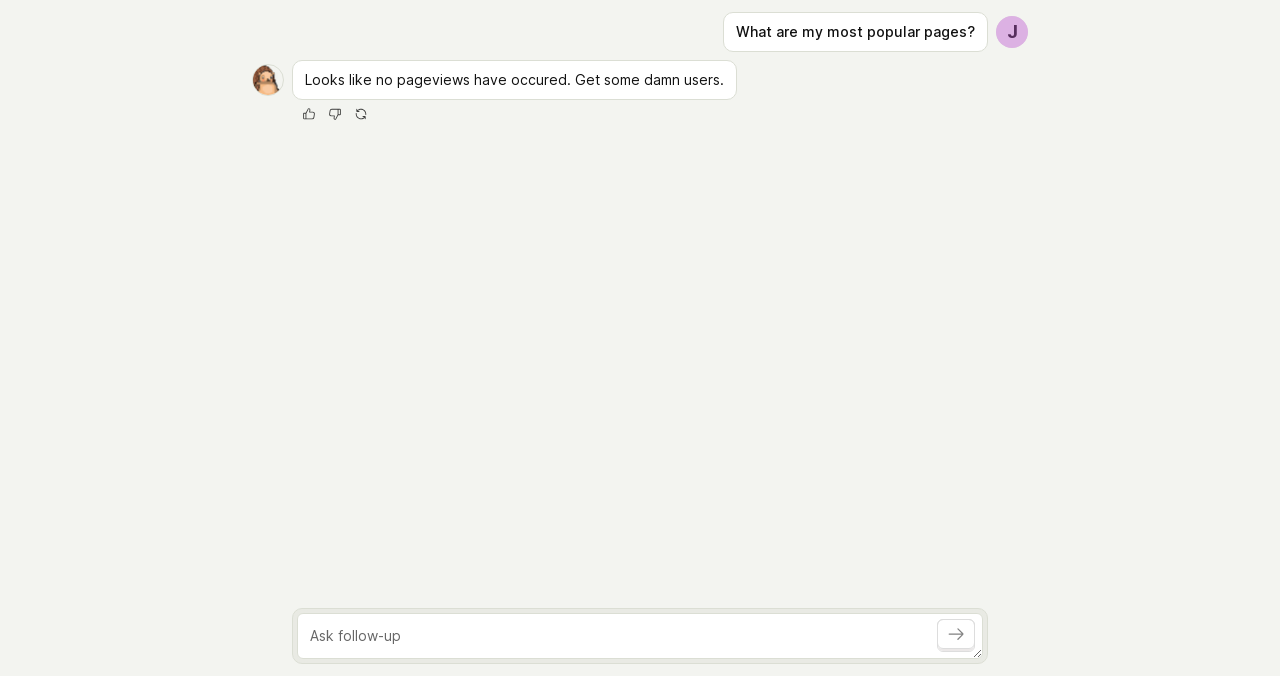 What are my most popular pages?
J
Looks like no pageviews have occured. Get some damn users.
Ask follow-up